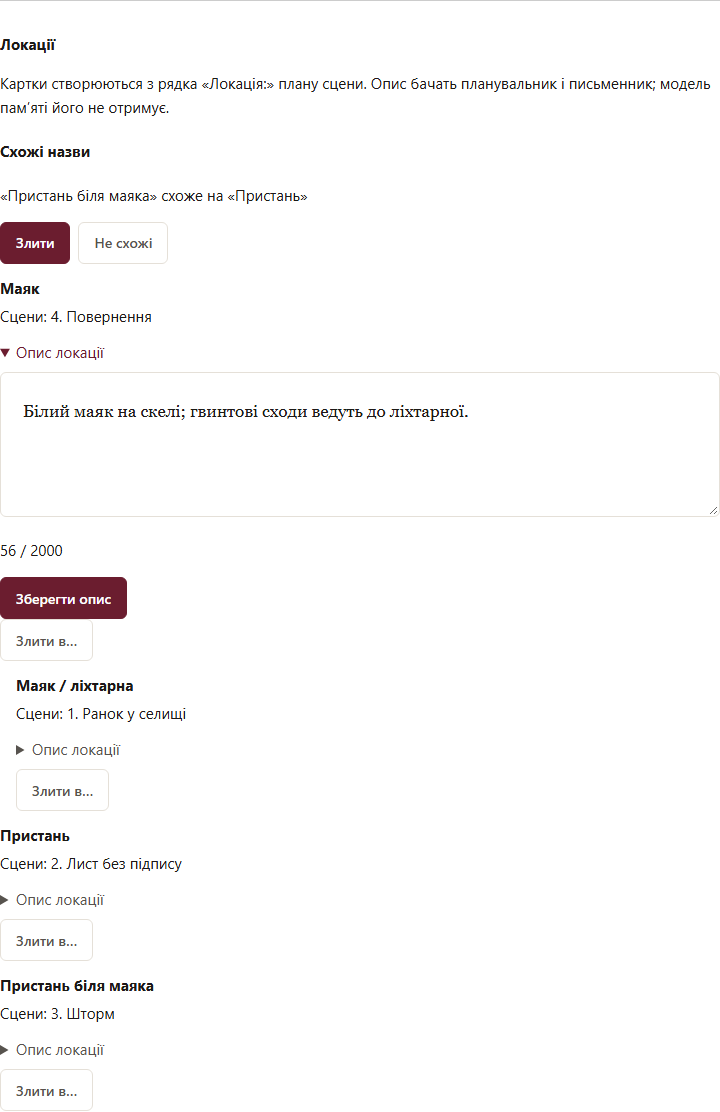 Локації
Картки створюються з рядка «Локація:» плану сцени. Опис бачать планувальник і письменник; модель
пам’яті його не отримує.
Схожі назви
«Пристань біля маяка» схоже на «Пристань»
Злити Не схожі
Маяк
Сцени: 4. Повернення
Опис локації
Білий маяк на скелі; гвинтові сходи ведуть до ліхтарної.
56 / 2000
Зберегти опис
Злити в...
Маяк / ліхтарна
Сцени: 1. Ранок у селищі
Опис локації
Злити в...
Пристань
Сцени: 2. Лист без підпису
Опис локації
Злити в...
Пристань біля маяка
Сцени: 3. Шторм
Опис локації
Злити в...